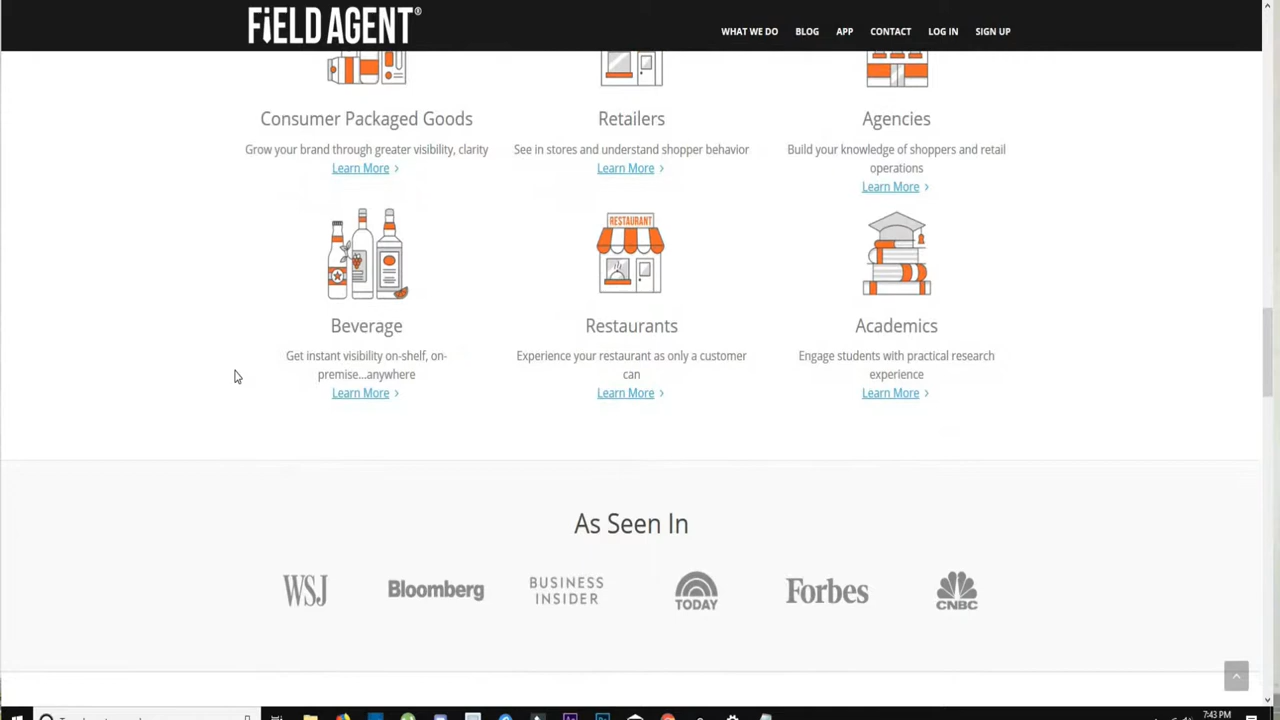 FiELD AGENT®
WHAT WE DO BLOG APP CONTACT LOG IN SIGN UP
Consumer Packaged Goods
Grow your brand through greater visibility, clarity
Learn More >
Retailers
See in stores and understand shopper behavior
Learn More >
Agencies
Build your knowledge of shoppers and retail
operations
Learn More >
RESTAURANT
Beverage
Get instant visibility on-shelf, on-
premise...anywhere
Learn More >
Restaurants
Experience your restaurant as only a customer
can
Learn More >
Academics
Engage students with practical research
experience
Learn More >
As Seen In
WSJ
Bloomberg
BUSINESS
INSIDER
TODAY
Forbes
CNBC
7:43 PM